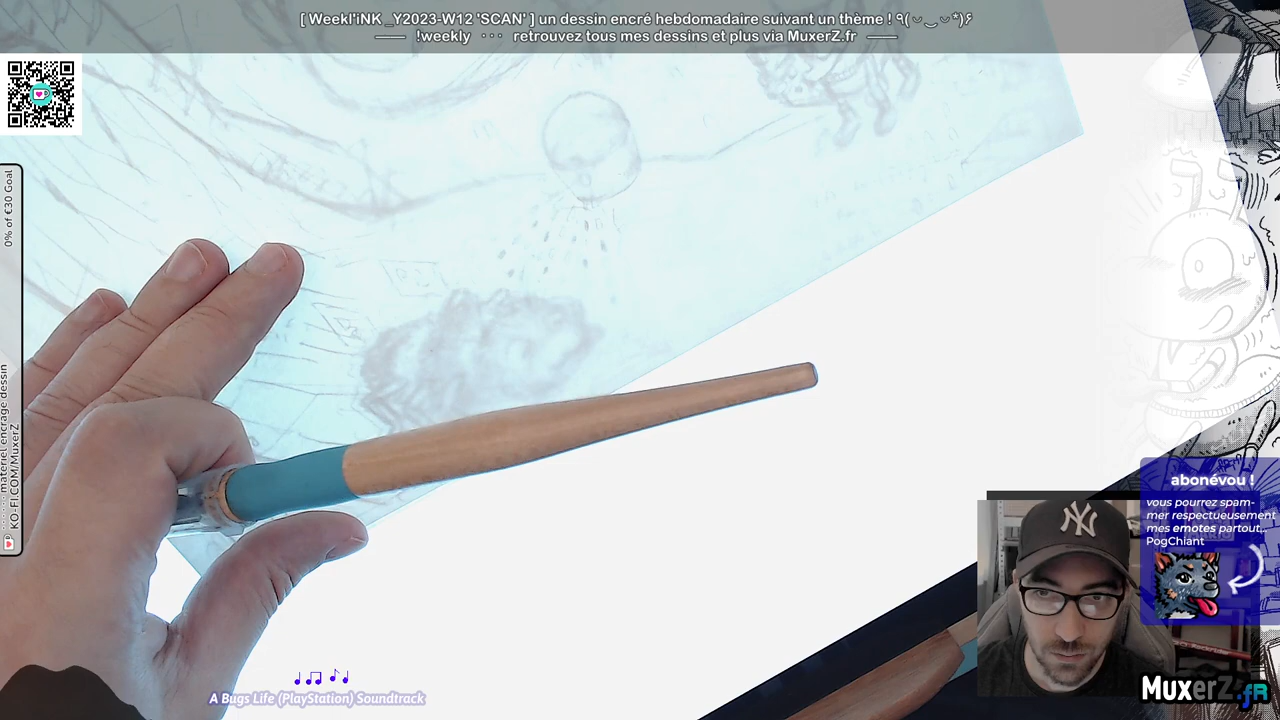 [ Weekl'iNK _Y2023-W12 'SCAN' ] un dessin encré hebdomadaire suivant un thème ! ٩(ᵕ‿ᵕ*)۶
—— !weekly ··· retrouvez tous mes dessins et plus via MuxerZ.fr ——
0% of €30 Goal
matériel encrage dessin
KO-FI.COM/MuxerZ
abonévou !
vous pourrez spam-
mer respectueusement
mes emotes partout..
PogChiant
NY
A Bugs Life (PlayStation) Soundtrack
MuxerZ.fR